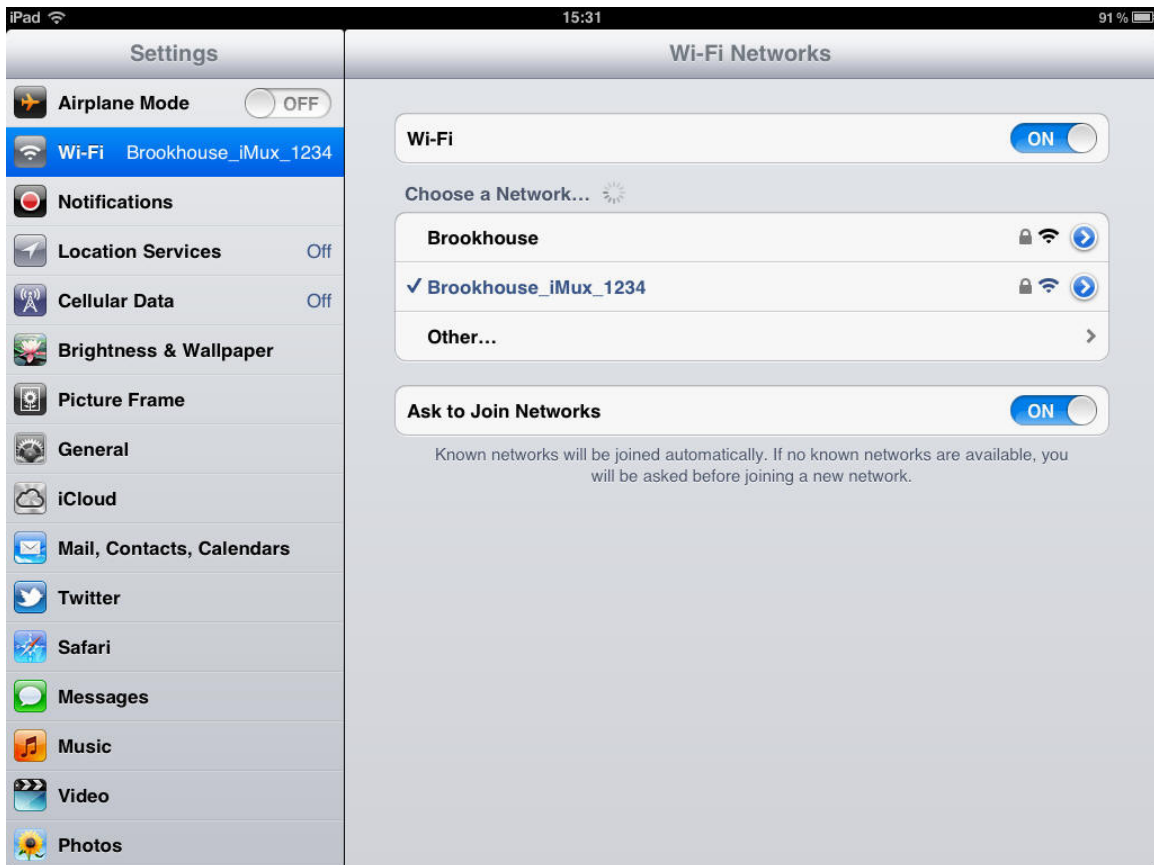 iPad 15:31 91 %
Settings
Airplane Mode OFF
Wi-Fi Brookhouse_iMux_1234
Notifications
Location Services Off
Cellular Data Off
Brightness & Wallpaper
Picture Frame
General
iCloud
Mail, Contacts, Calendars
Twitter
Safari
Messages
Music
Video
Photos
Wi-Fi Networks
Wi-Fi ON
Choose a Network...
Brookhouse
Brookhouse_iMux_1234
Other...
Ask to Join Networks ON
Known networks will be joined automatically. If no known networks are available, you
will be asked before joining a new network.